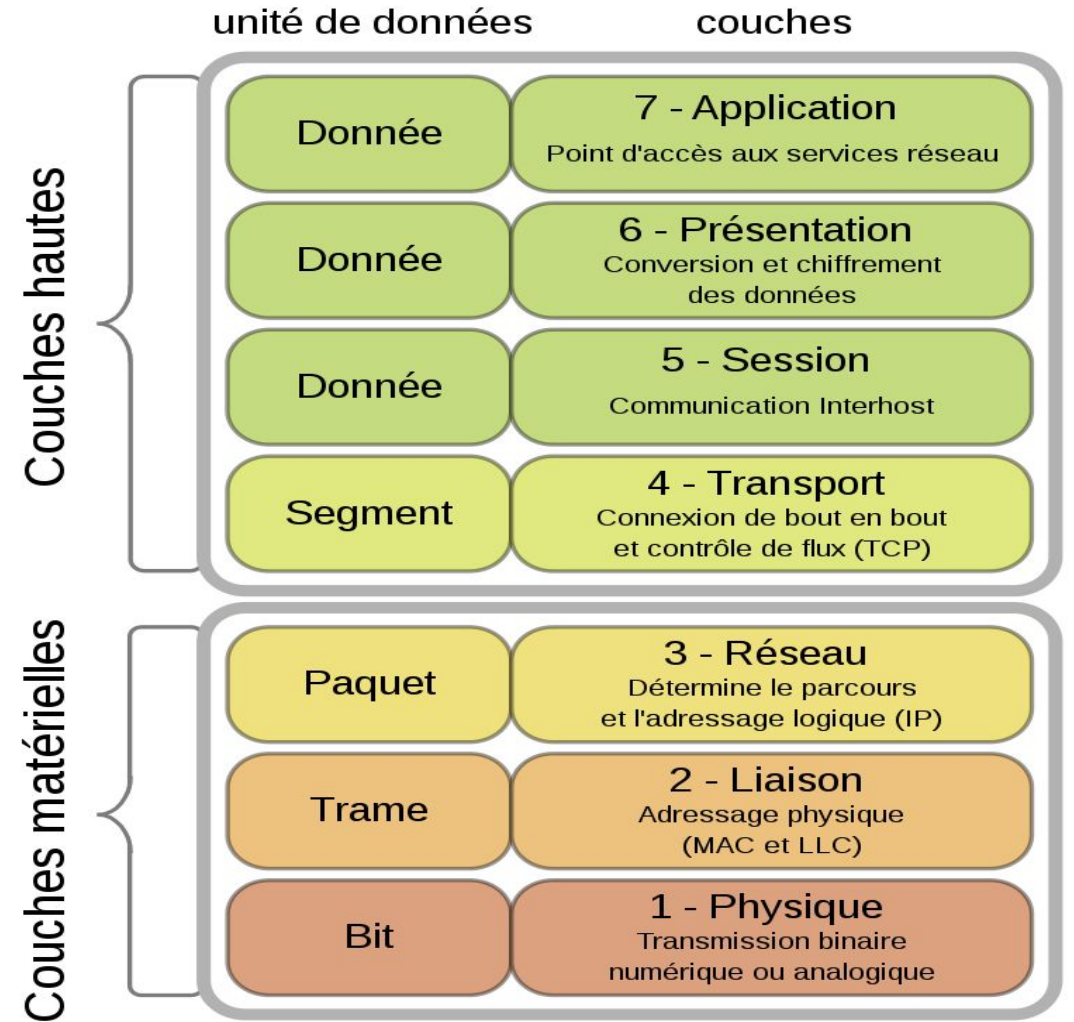 unité de données
couches
Couches hautes
Donnée
7 - Application
Point d'accès aux services réseau
Donnée
6 - Présentation
Conversion et chiffrement
des données
Donnée
5 - Session
Communication Interhost
Segment
4 - Transport
Connexion de bout en bout
et contrôle de flux (TCP)
Couches matérielles
Paquet
3 - Réseau
Détermine le parcours
et l'adressage logique (IP)
Trame
2 - Liaison
Adressage physique
(MAC et LLC)
Bit
1 - Physique
Transmission binaire
numérique ou analogique